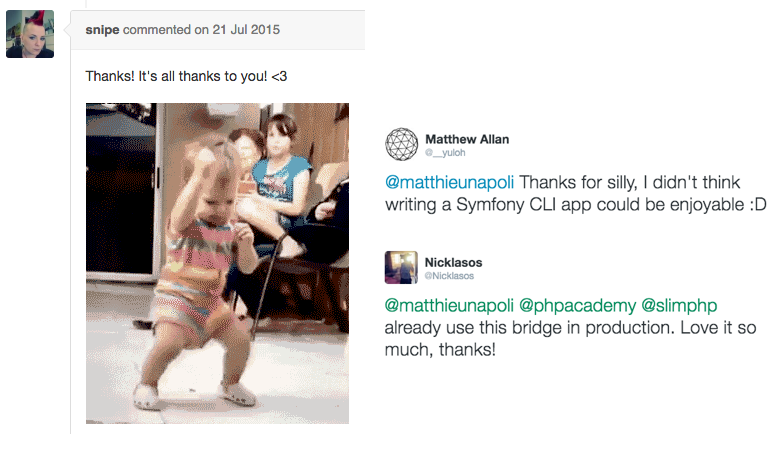 snipe commented on 21 Jul 2015
Thanks! It's all thanks to you! <3
Matthew Allan
@__yuloh
@matthieunapoli Thanks for silly, I didn't think
writing a Symfony CLI app could be enjoyable :D
Nicklasos
@Nicklasos
@matthieunapoli @phpacademy @slimphp
already use this bridge in production. Love it so
much, thanks!